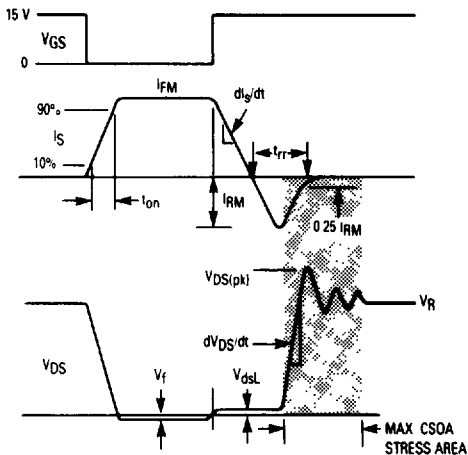 15 V
VGS
0
IFM
dIs/dt
90%
IS
10%
trr
ton
IRM
0 25 IRM
VDS(pk)
VR
dVDS/dt
VDS
Vf
VdsL
MAX CSOA
STRESS AREA